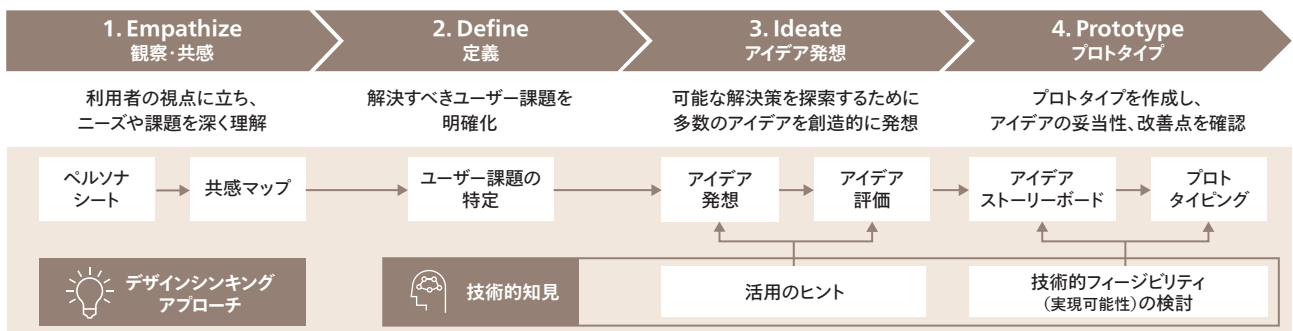 1. Empathize
観察・共感
2. Define
定義
3. Ideate
アイデア発想
4. Prototype
プロトタイプ
利用者の視点に立ち、
ニーズや課題を深く理解
解決すべきユーザー課題を
明確化
可能な解決策を探索するために
多数のアイデアを創造的に発想
プロトタイプを作成し、
アイデアの妥当性、改善点を確認
ペルソナ
シート
共感マップ
ユーザー課題の
特定
アイデア
発想
アイデア
評価
アイデア
ストーリーボード
プロト
タイピング
デザインシンキング
アプローチ
技術的知見
活用のヒント
技術的フィージビリティ
(実現可能性)の検討